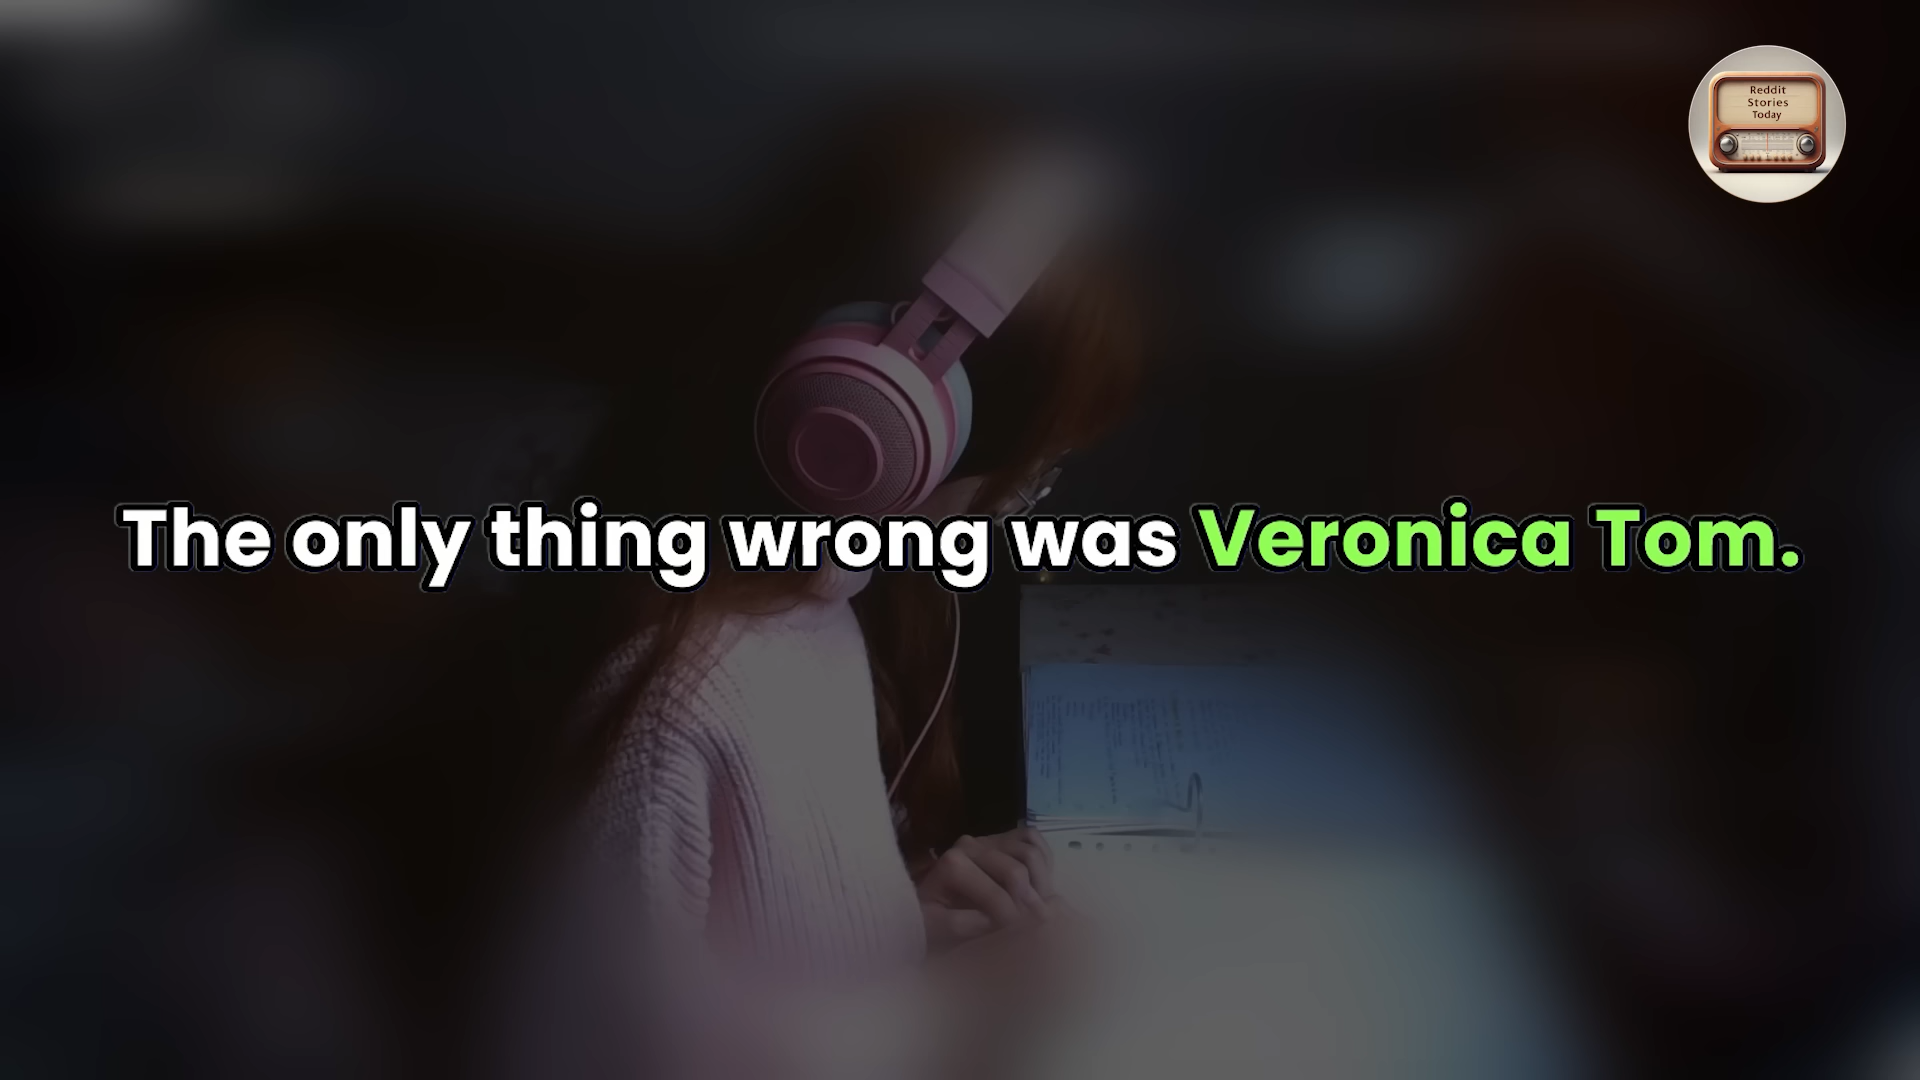 Reddit
Stories
Today
The only thing wrong was Veronica Tom.